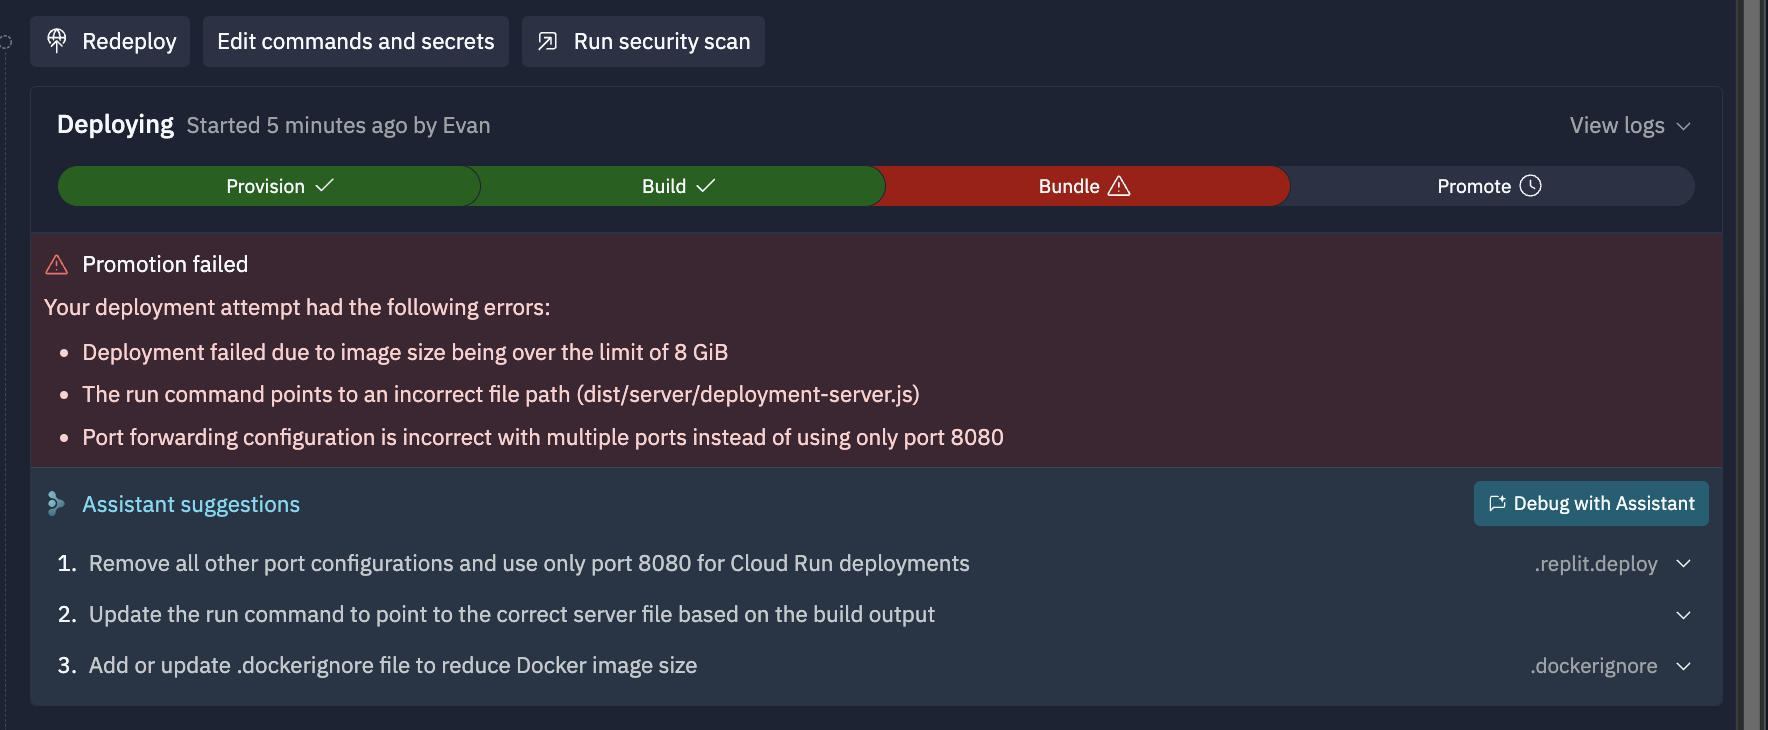 Redeploy
Edit commands and secrets
Run security scan
Deploying Started 5 minutes ago by Evan
View logs
Provision
Build
Bundle
Promote
Promotion failed
Your deployment attempt had the following errors:
• Deployment failed due to image size being over the limit of 8 GiB
• The run command points to an incorrect file path (dist/server/deployment-server.js)
• Port forwarding configuration is incorrect with multiple ports instead of using only port 8080
Assistant suggestions
Debug with Assistant
1. Remove all other port configurations and use only port 8080 for Cloud Run deployments
.replit.deploy
2. Update the run command to point to the correct server file based on the build output
3. Add or update .dockerignore file to reduce Docker image size
.dockerignore